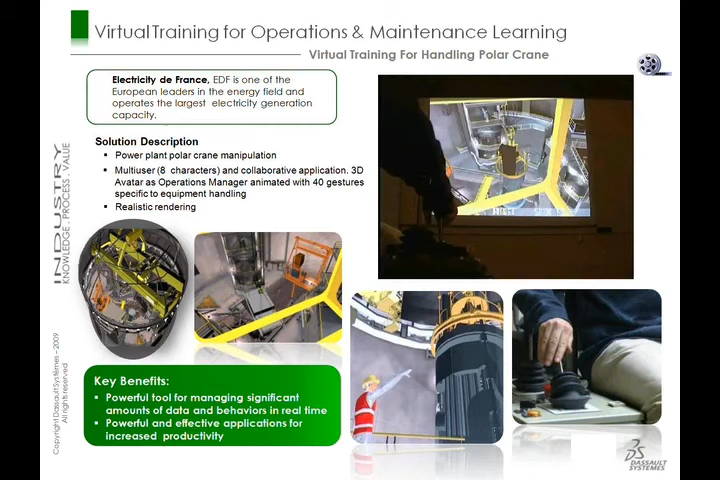 Virtual Training for Operations & Maintenance Learning
Virtual Training For Handling Polar Crane
Electricity de France, EDF is one of the
European leaders in the energy field and
operates the largest electricity generation
capacity.
Solution Description
▪ Power plant polar crane manipulation
▪ Multiuser (8 characters) and collaborative application. 3D
Avatar as Operations Manager animated with 40 gestures
specific to equipment handling
▪ Realistic rendering
INDUSTRY
KNOWLEDGE . PROCESS . VALUE
Key Benefits:
▪ Powerful tool for managing significant
amounts of data and behaviors in real time
▪ Powerful and effective applications for
increased productivity
Copyright Dassault Systèmes – 2009
All rights reserved
DASSAULT
SYSTEMES